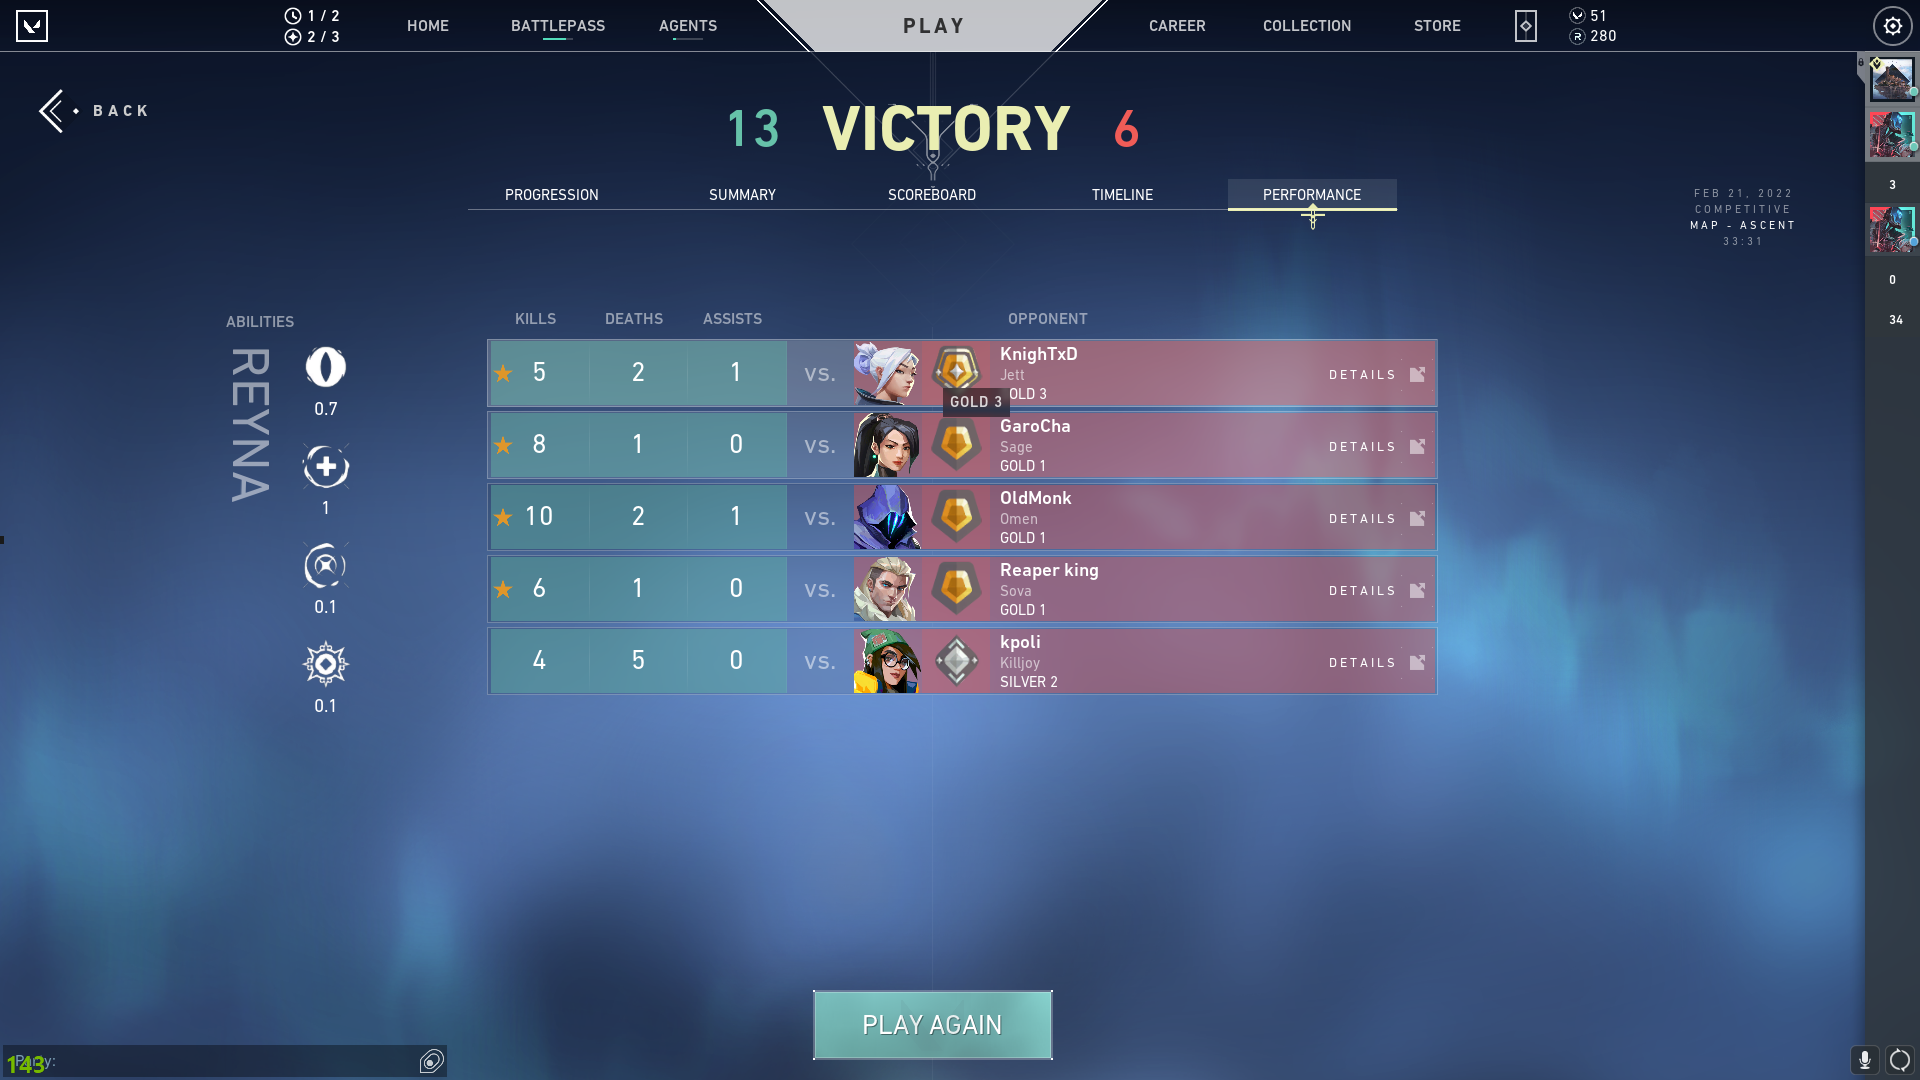 1 / 2
2 / 3
HOME
BATTLEPASS
AGENTS
PLAY
CAREER
COLLECTION
STORE
51
R 280
BACK
13 VICTORY 6
PROGRESSION
SUMMARY
SCOREBOARD
TIMELINE
PERFORMANCE
FEB 21, 2022
COMPETITIVE
MAP - ASCENT
33:31
3
0
34
ABILITIES
REYNA
0.7
1
0.1
0.1
KILLS DEATHS ASSISTS OPPONENT
5 2 1 VS. KnighTxD
Jett
OLD 3
DETAILS
GOLD 3
8 1 0 VS. GaroCha
Sage
GOLD 1
DETAILS
10 2 1 VS. OldMonk
Omen
GOLD 1
DETAILS
6 1 0 VS. Reaper king
Sova
GOLD 1
DETAILS
4 5 0 VS. kpoli
Killjoy
SILVER 2
DETAILS
PLAY AGAIN
143